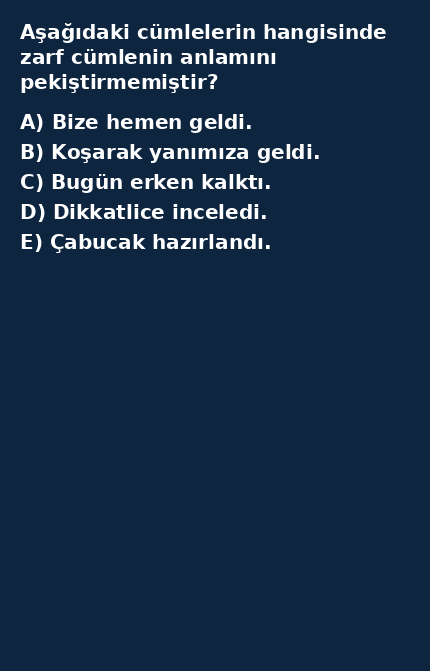 Aşağıdaki cümlelerin hangisinde
zarf cümlenin anlamını
pekiştirmemiştir?
A) Bize hemen geldi.
B) Koşarak yanımıza geldi.
C) Bugün erken kalktı.
D) Dikkatlice inceledi.
E) Çabucak hazırlandı.